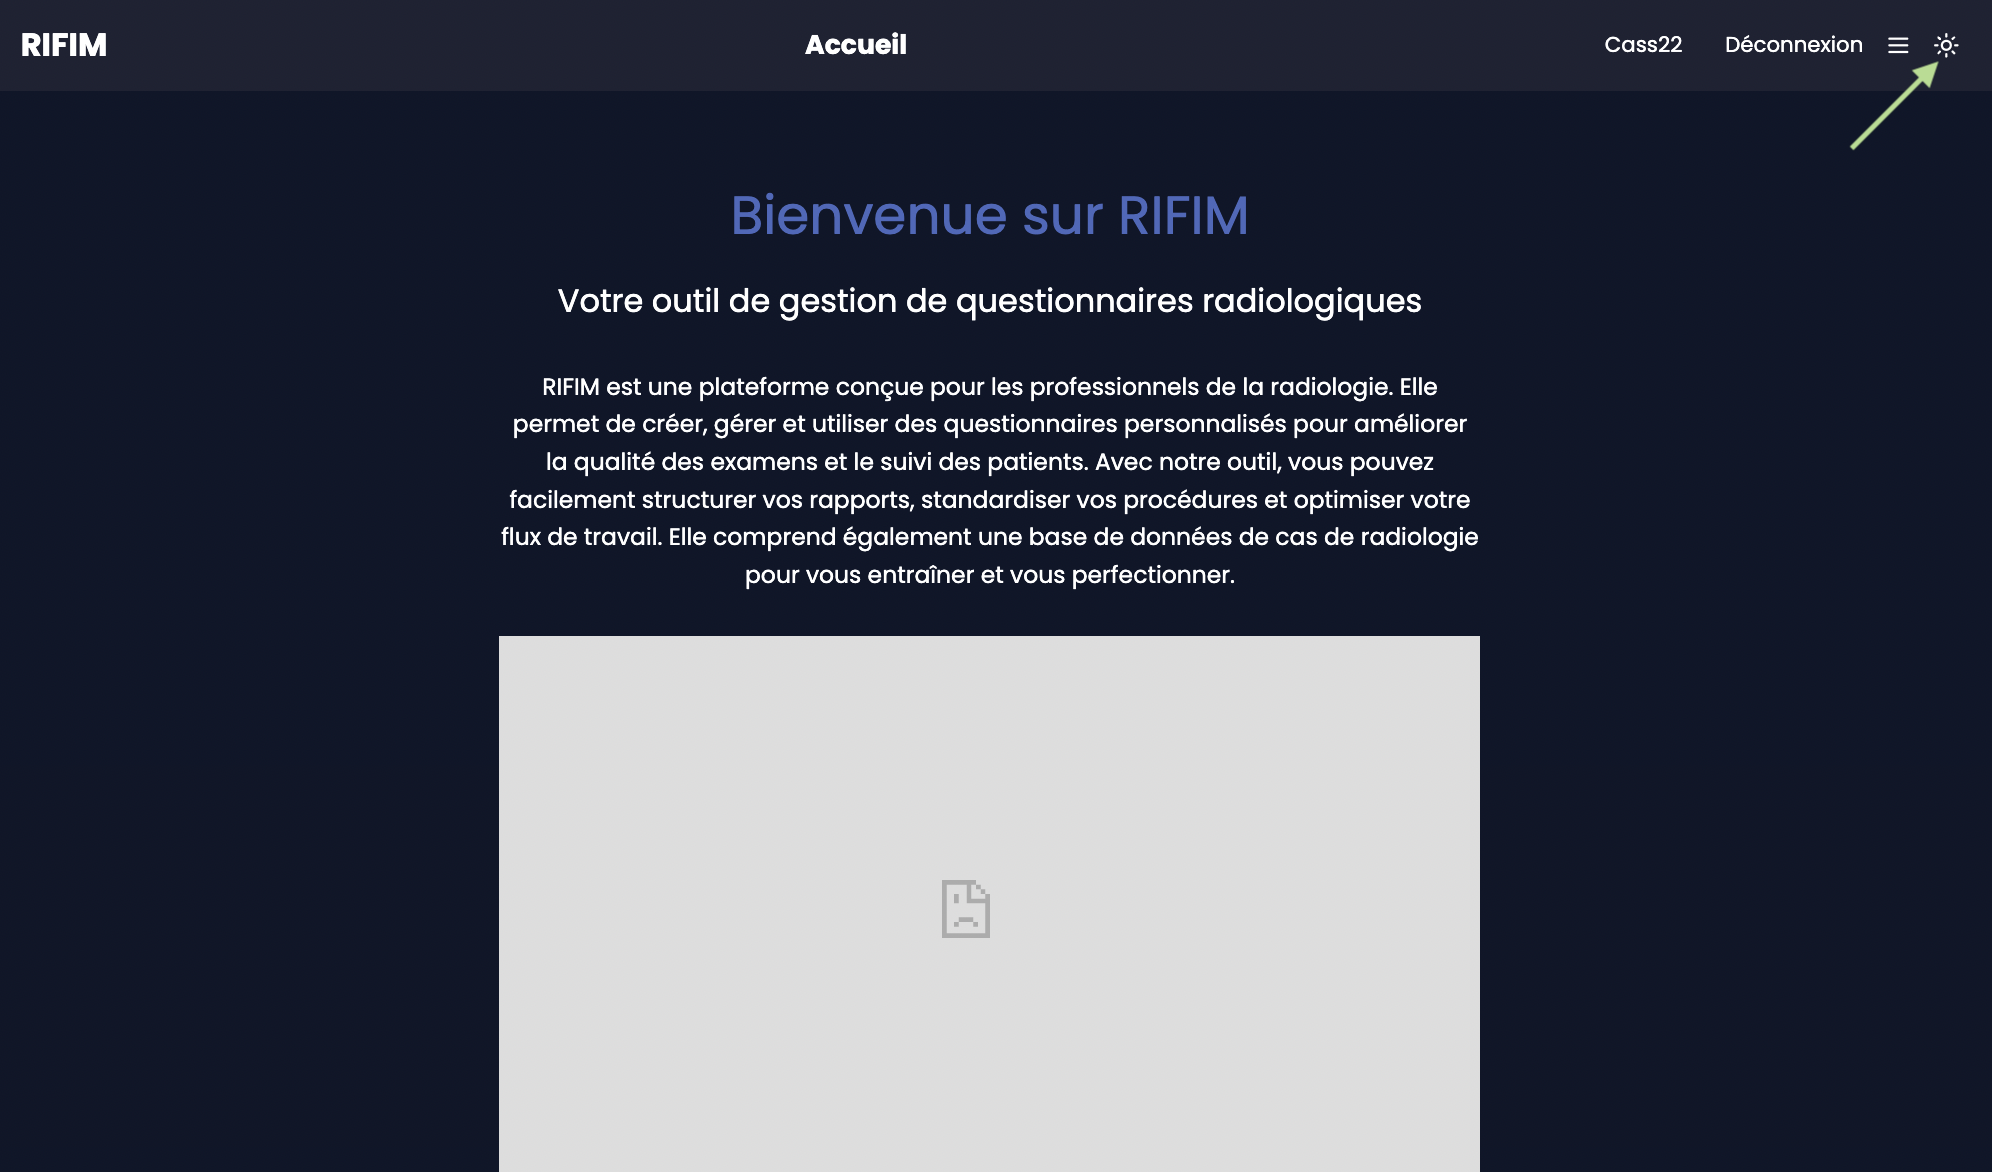 RIFIM
Accueil
Cass22
Déconnexion
Bienvenue sur RIFIM
Votre outil de gestion de questionnaires radiologiques
RIFIM est une plateforme conçue pour les professionnels de la radiologie. Elle
permet de créer, gérer et utiliser des questionnaires personnalisés pour améliorer
la qualité des examens et le suivi des patients. Avec notre outil, vous pouvez
facilement structurer vos rapports, standardiser vos procédures et optimiser votre
flux de travail. Elle comprend également une base de données de cas de radiologie
pour vous entraîner et vous perfectionner.